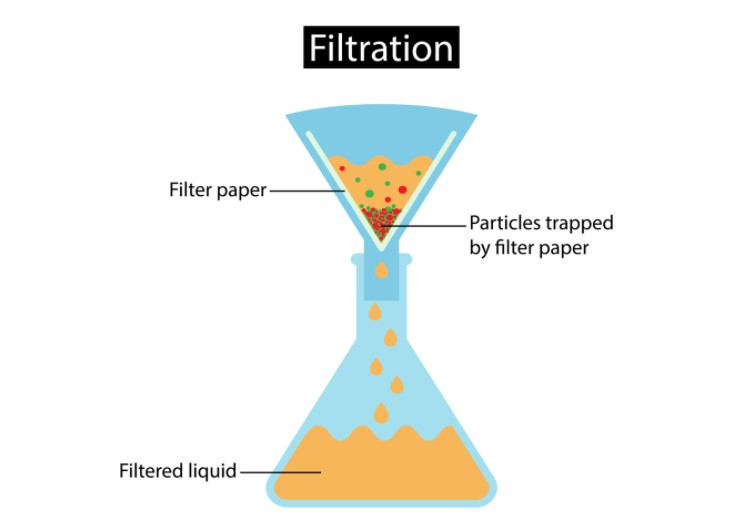 Filtration
Filter paper
Particles trapped
by filter paper
Filtered liquid